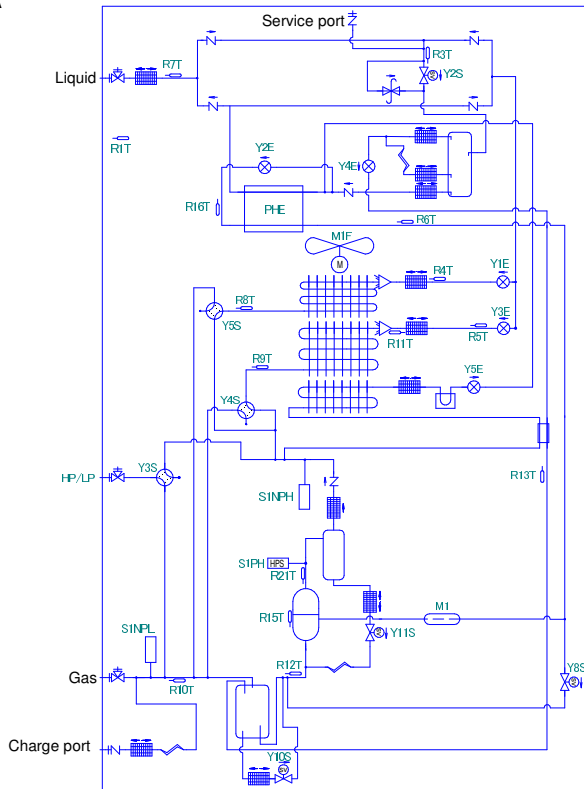 Service port
R3T
R7T
Liquid
Y2S
R1T
Y2E
Y4E
R16T
PHE
R6T
M1F
M
R4T
Y1E
R8T
Y3E
Y5S
R11T
R5T
R9T
Y5E
Y4S
HP/LP
Y3S
R13T
S1NPH
S1PH
HPS
R21T
M1
R15T
S1NPL
Y11S
R12T
Y8S
Gas
R10T
Charge port
Y10S
SV